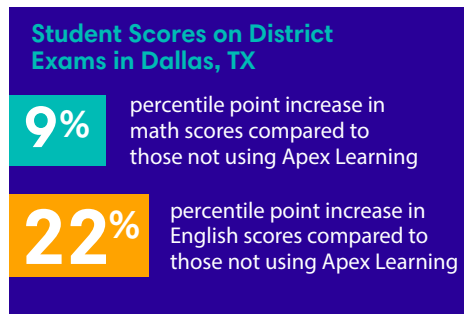 Student Scores on District
Exams in Dallas, TX
9%
percentile point increase in
math scores compared to
those not using Apex Learning
22%
percentile point increase in
English scores compared to
those not using Apex Learning